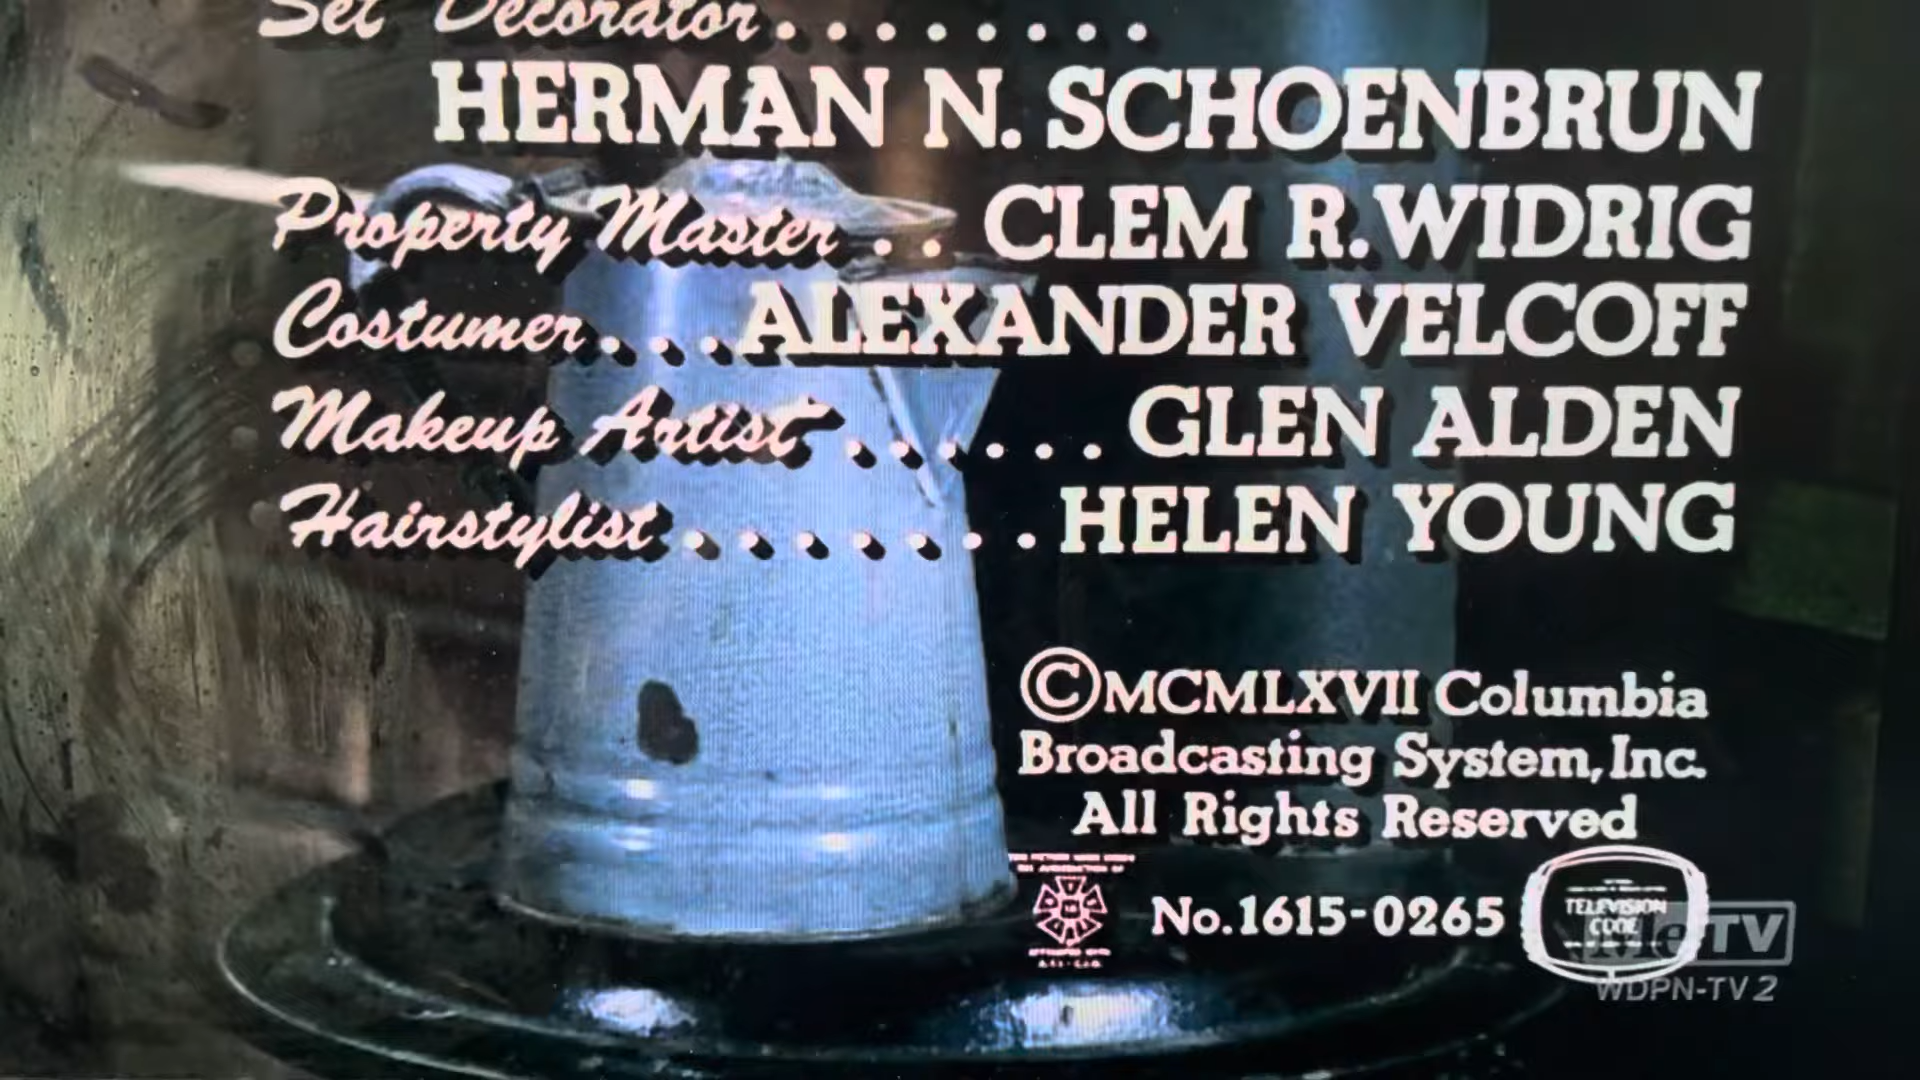 Set Decorator.........
HERMAN N. SCHOENBRUN
Property Master .. CLEM R. WIDRIG
Costumer...ALEXANDER VELCOFF
Makeup Artist ...... GLEN ALDEN
Hairstylist....... HELEN YOUNG
©MCMLXVII Columbia
Broadcasting System, Inc.
All Rights Reserved
No. 1615-0265
TELEVISION
CODE
MeTV
WDPN-TV 2